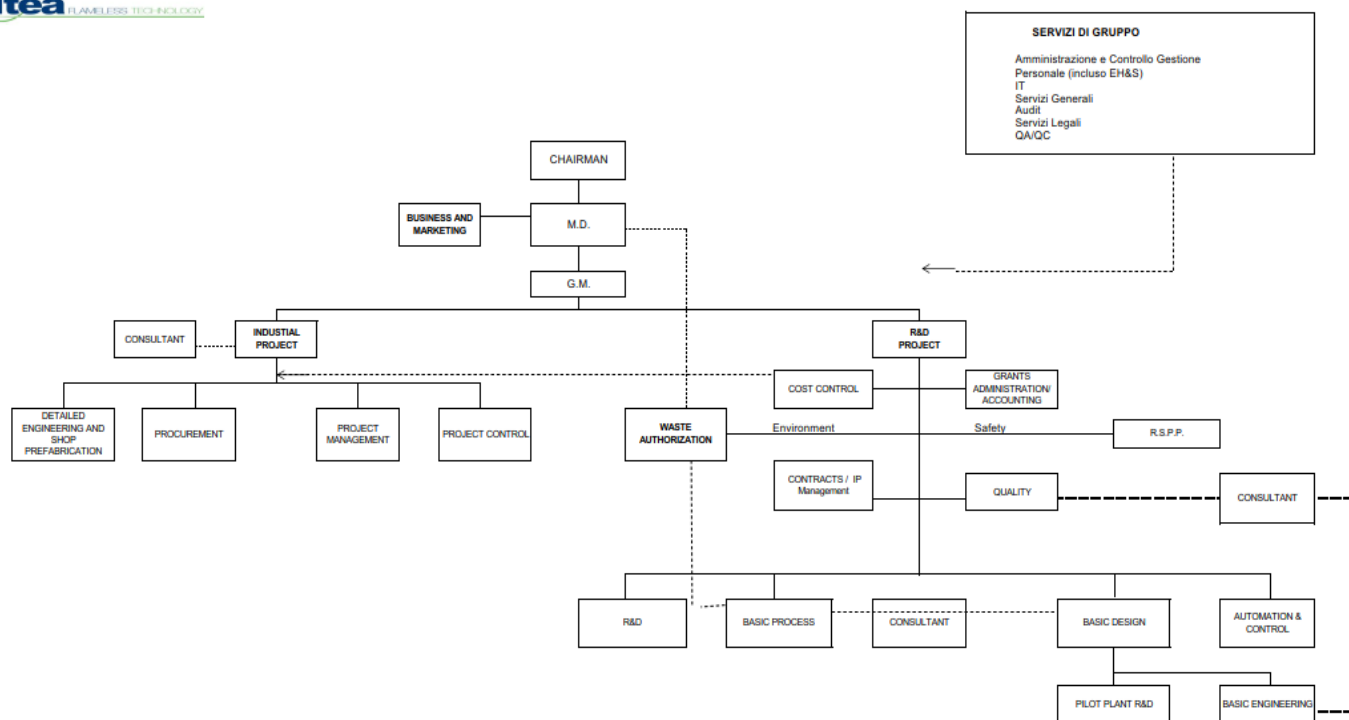 itea FLAMELESS TECHNOLOGY
SERVIZI DI GRUPPO
Amministrazione e Controllo Gestione
Personale (incluso EH&S)
IT
Servizi Generali
Audit
Servizi Legali
QA/QC
CHAIRMAN
BUSINESS AND
MARKETING
M.D.
G.M.
CONSULTANT
INDUSTIAL
PROJECT
R&D
PROJECT
COST CONTROL
GRANTS
ADMINISTRATION/
ACCOUNTING
DETAILED
ENGINEERING AND
SHOP
PREFABRICATION
PROCUREMENT
PROJECT
MANAGEMENT
PROJECT CONTROL
WASTE
AUTHORIZATION
Environment
Safety
R.S.P.P.
CONTRACTS / IP
Management
QUALITY
CONSULTANT
R&D
BASIC PROCESS
CONSULTANT
BASIC DESIGN
AUTOMATION &
CONTROL
PILOT PLANT R&D
BASIC ENGINEERING